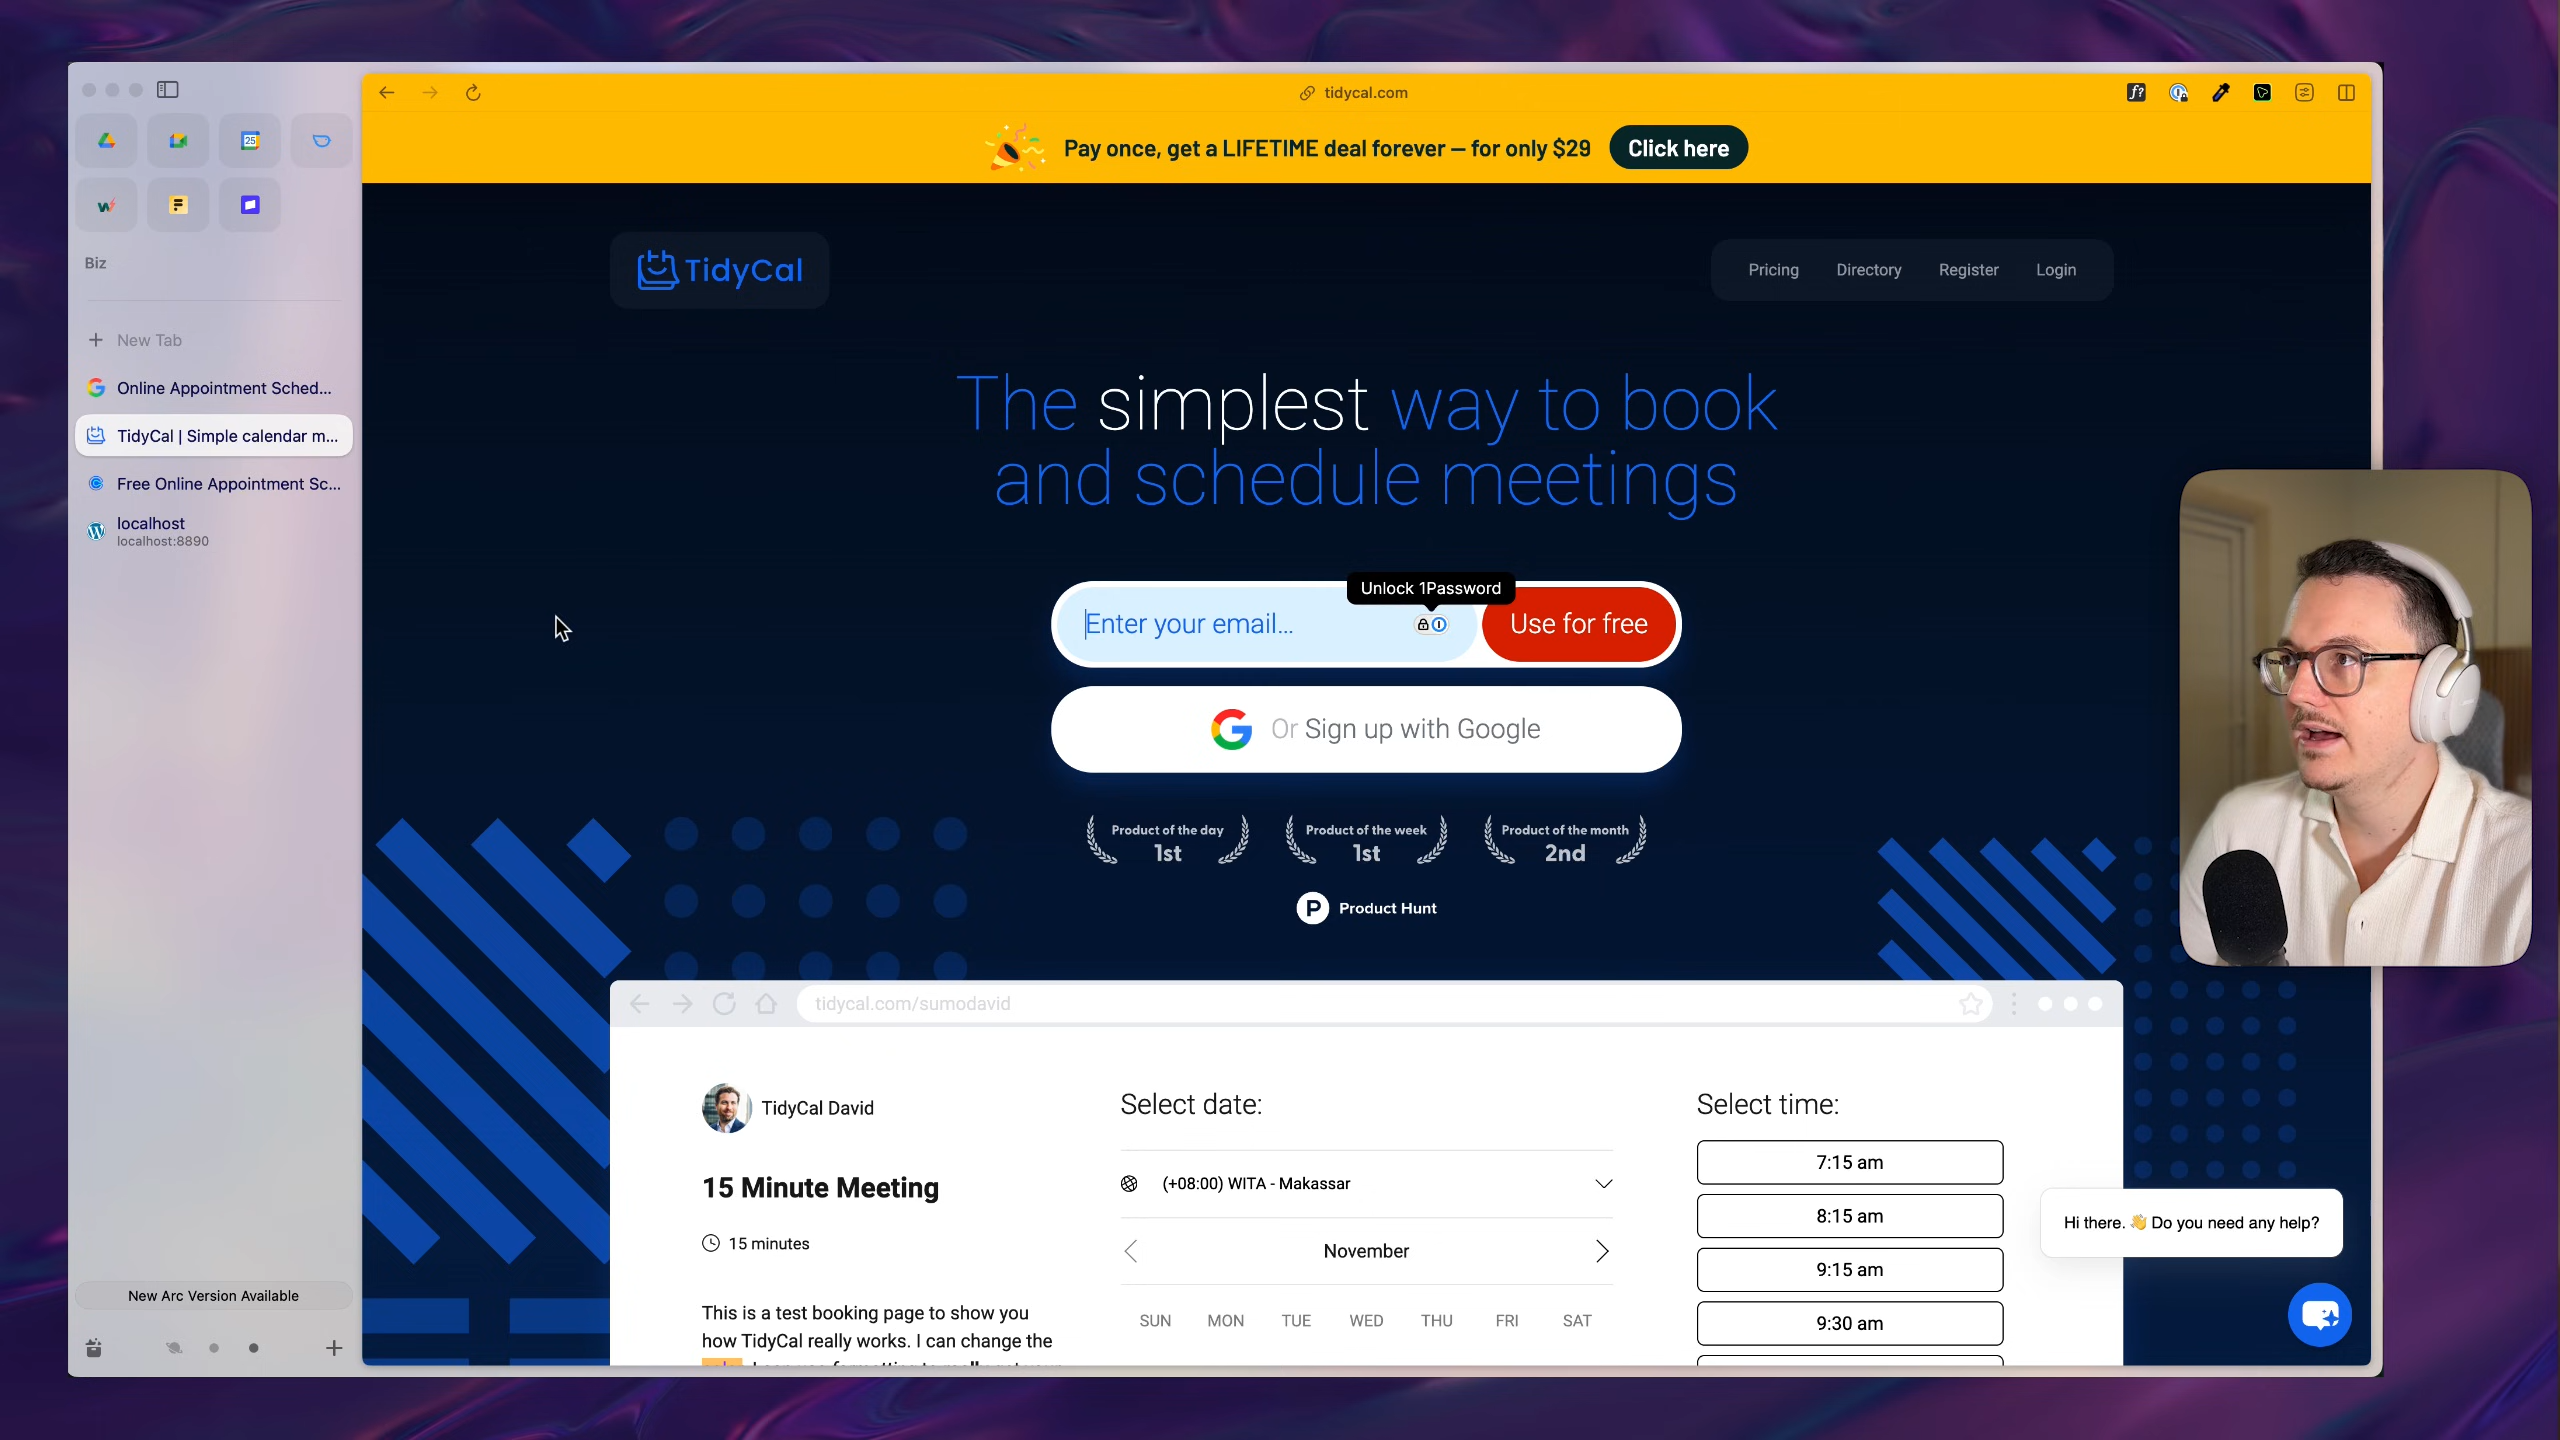 tidycal.com
f?
Pay once, get a LIFETIME deal forever – for only $29
Click here
25
Biz
New Tab
Online Appointment Sched...
TidyCal | Simple calendar m...
Free Online Appointment Sc...
localhost
localhost:8890
New Arc Version Available
TidyCal
Pricing
Directory
Register
Login
The simplest way to book
and schedule meetings
Unlock 1Password
Enter your email...
Use for free
Or Sign up with Google
Product of the day
1st
Product of the week
1st
Product of the month
2nd
P Product Hunt
tidycal.com/sumodavid
TidyCal David
15 Minute Meeting
15 minutes
This is a test booking page to show you
how TidyCal really works. I can change the
Select date:
(+08:00) WITA - Makassar
November
SUN MON TUE WED THU FRI SAT
Select time:
7:15 am
8:15 am
9:15 am
9:30 am
Hi there. 👋 Do you need any help?